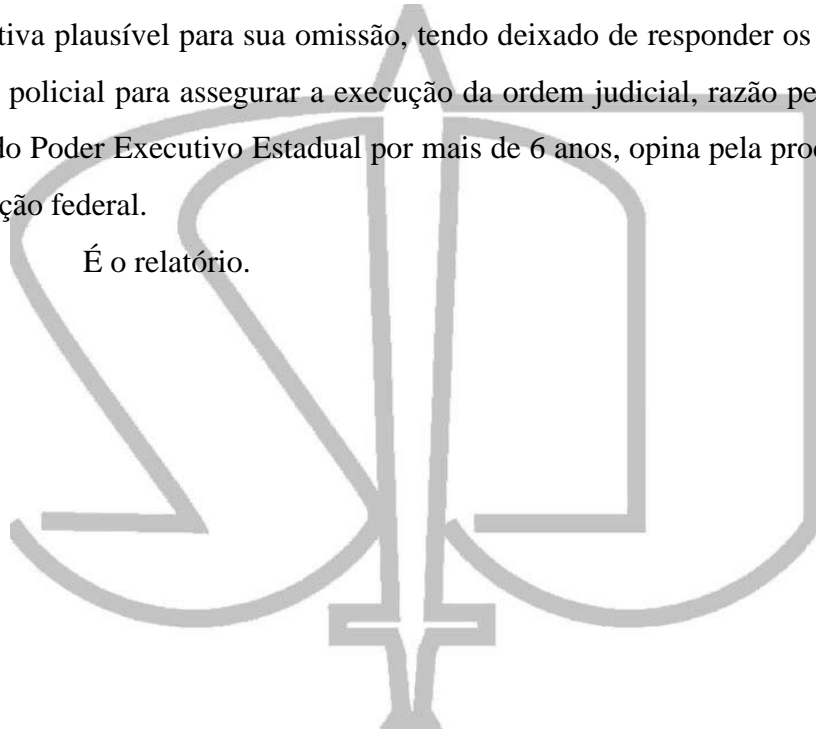 tiva plausível para sua omissão, tendo deixado de responder os
policial para assegurar a execução da ordem judicial, razão pe
do Poder Executivo Estadual por mais de 6 anos, opina pela pro
ção federal.
É o relatório.